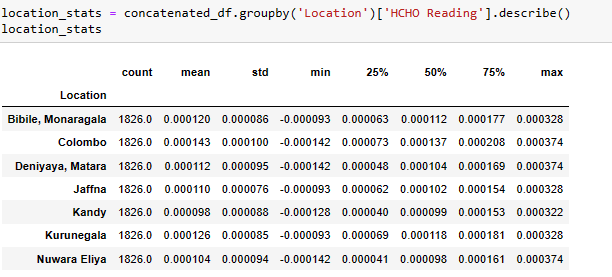 location_stats = concatenated_df.groupby('Location')['HCHO Reading'].describe()
location_stats
count mean std min 25% 50% 75% max
Location
Bibile, Monaragala 1826.0 0.000120 0.000086 -0.000093 0.000063 0.000112 0.000177 0.000328
Colombo 1826.0 0.000143 0.000100 -0.000142 0.000073 0.000137 0.000208 0.000374
Deniyaya, Matara 1826.0 0.000112 0.000095 -0.000142 0.000048 0.000104 0.000169 0.000374
Jaffna 1826.0 0.000110 0.000076 -0.000093 0.000062 0.000102 0.000154 0.000328
Kandy 1826.0 0.000098 0.000088 -0.000128 0.000040 0.000099 0.000153 0.000322
Kurunegala 1826.0 0.000126 0.000085 -0.000093 0.000069 0.000118 0.000181 0.000328
Nuwara Eliya 1826.0 0.000104 0.000094 -0.000142 0.000041 0.000098 0.000161 0.000374